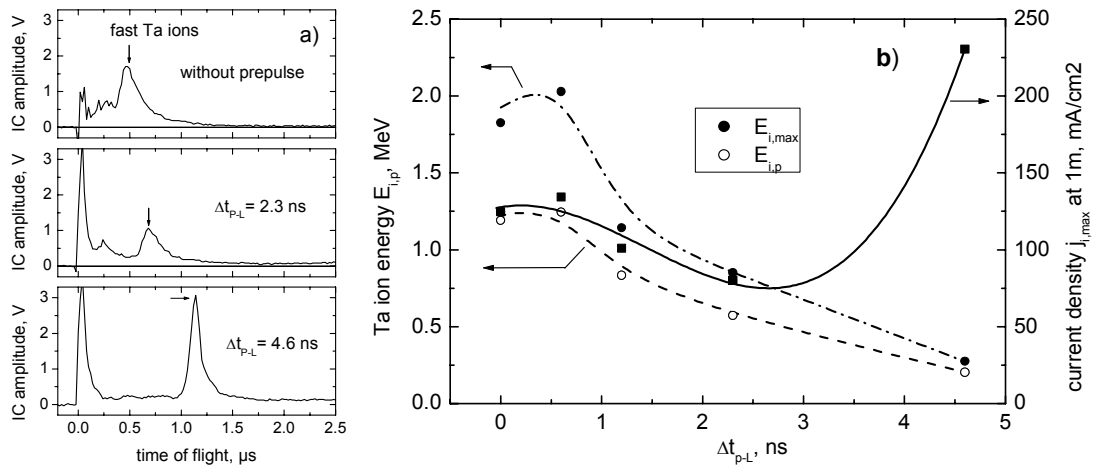 a)
fast Ta ions
without prepulse
IC amplitude, V
3
2
1
0
Δt_P-L = 2.3 ns
IC amplitude, V
3
2
1
0
Δt_P-L = 4.6 ns
IC amplitude, V
3
2
1
0
0.0 0.5 1.0 1.5 2.0 2.5
time of flight, µs
b)
E_i,max
E_i,p
Ta ion energy E_i,p, MeV
2.5
2.0
1.5
1.0
0.5
0.0
0 1 2 3 4 5
Δt_p-L, ns
250
200
150
100
50
0
current density j_i,max at 1m, mA/cm2